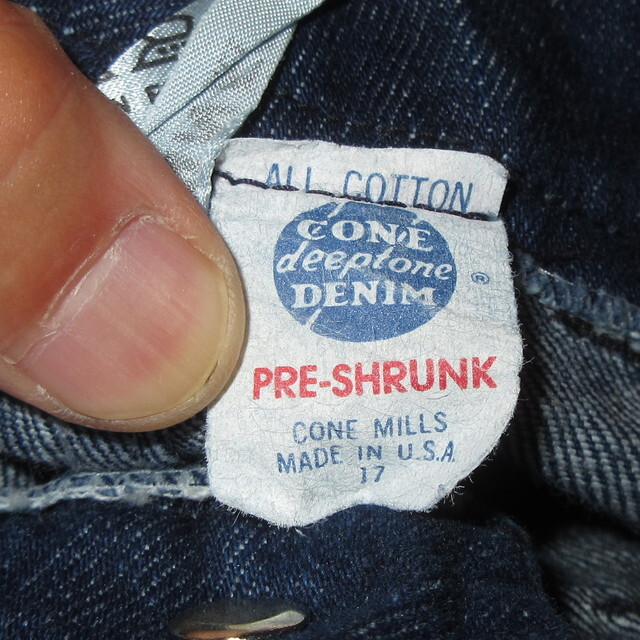 ALL COTTON
CONE
deeptone
DENIM
®
PRE-SHRUNK
CONE MILLS
MADE IN U.S.A.
17